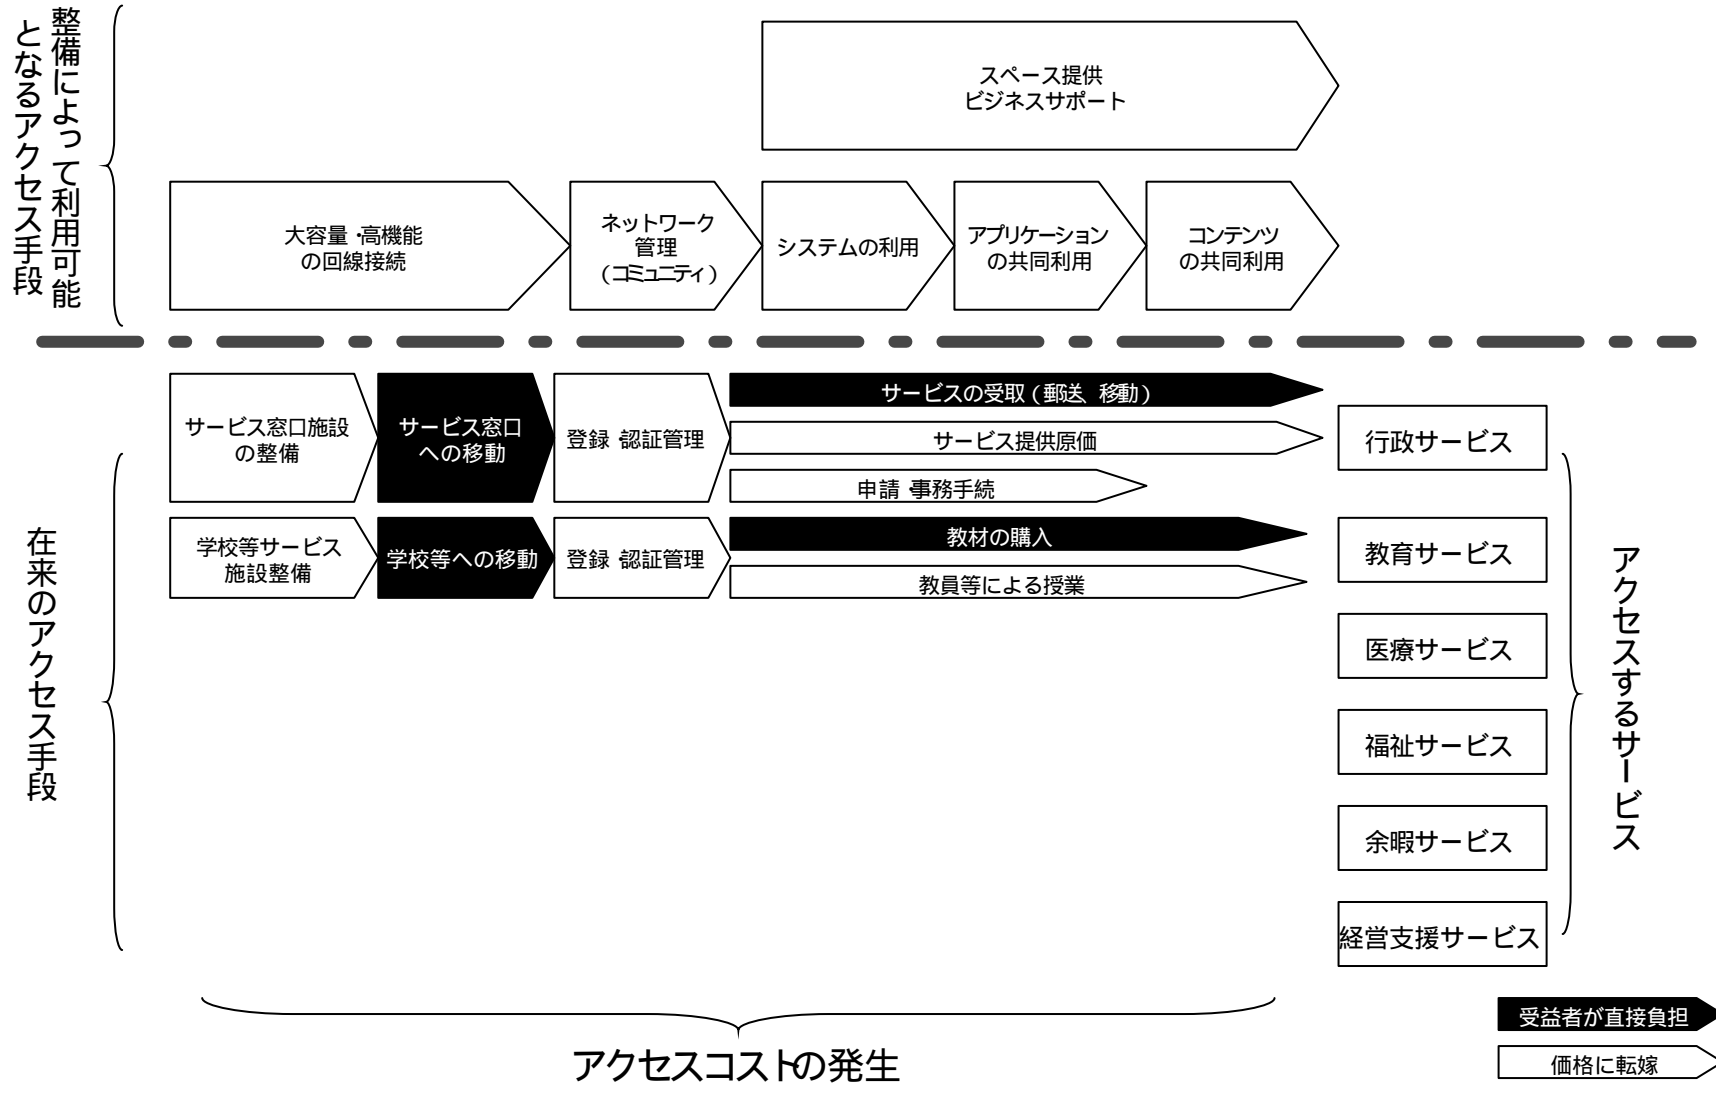 整備によって利用可能
となるアクセス手段
スペース提供
ビジネスサポート
大容量・高機能
の回線接続
ネットワーク
管理
(コミュニティ)
システムの利用
アプリケーション
の共同利用
コンテンツ
の共同利用
在来のアクセス手段
サービス窓口施設
の整備
サービス窓口
への移動
登録・認証管理
サービスの受取(郵送、移動)
サービス提供原価
申請・事務手続
学校等サービス
施設整備
学校等への移動
登録・認証管理
教材の購入
教員等による授業
行政サービス
教育サービス
医療サービス
福祉サービス
余暇サービス
経営支援サービス
アクセスするサービス
アクセスコストの発生
受益者が直接負担
価格に転嫁